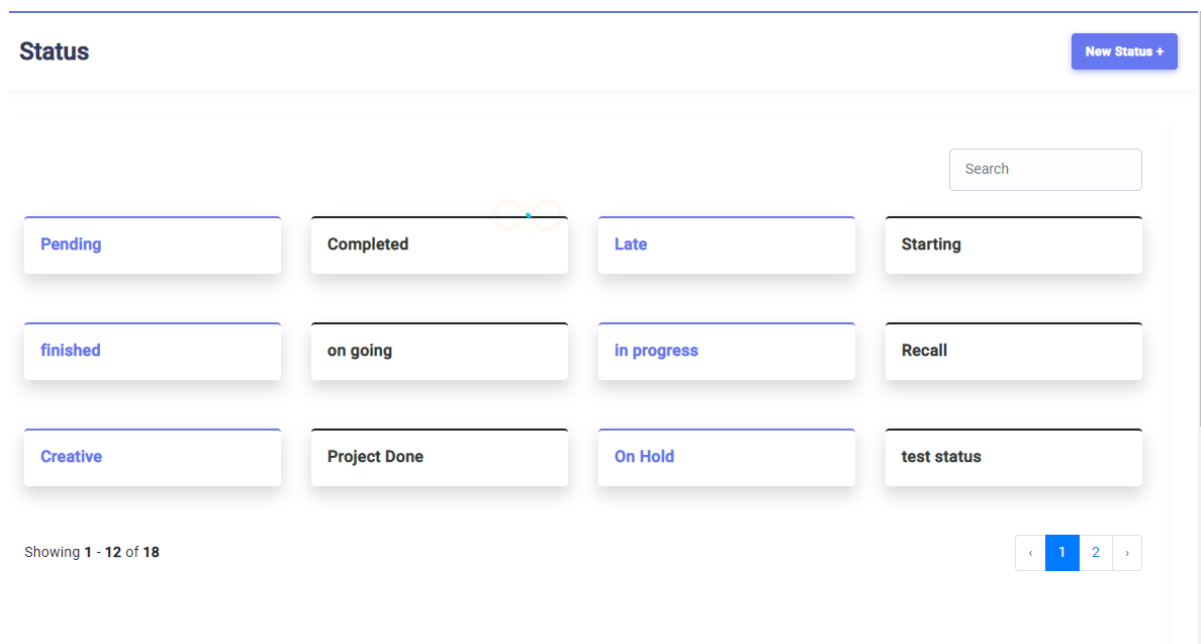 Status
New Status +
Search
Pending Completed Late Starting
finished on going in progress Recall
Creative Project Done On Hold test status
Showing 1 - 12 of 18
‹ 1 2 ›